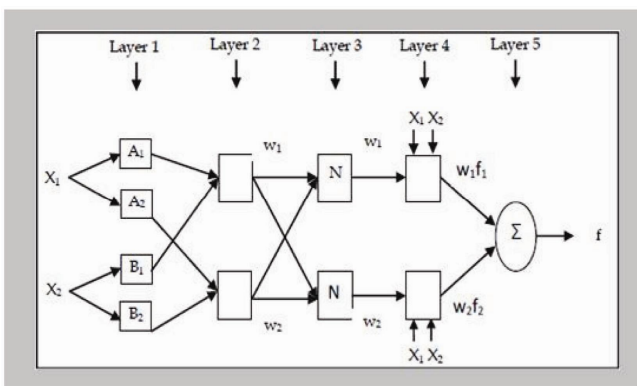 Layer 1 Layer 2 Layer 3 Layer 4 Layer 5
X₁ X₂
A₁ w₁ w₁
N w₁f₁
X₁
A₂
Σ f
B₁
X₂ N
B₂ w₂f₂
w₂ w₂
X₁ X₂